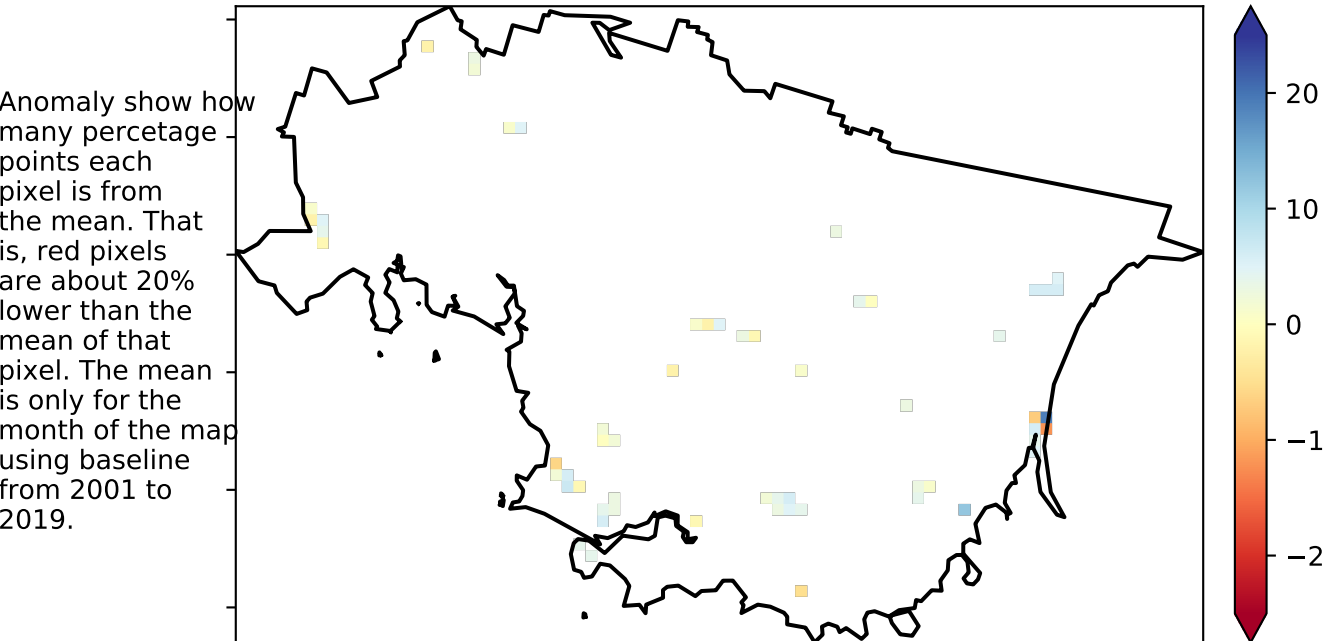 Anomaly show how
many percetage
points each
pixel is from
the mean. That
is, red pixels
are about 20%
lower than the
mean of that
pixel. The mean
is only for the
month of the map
using baseline
from 2001 to
2019.
20
10
0
−1
−2